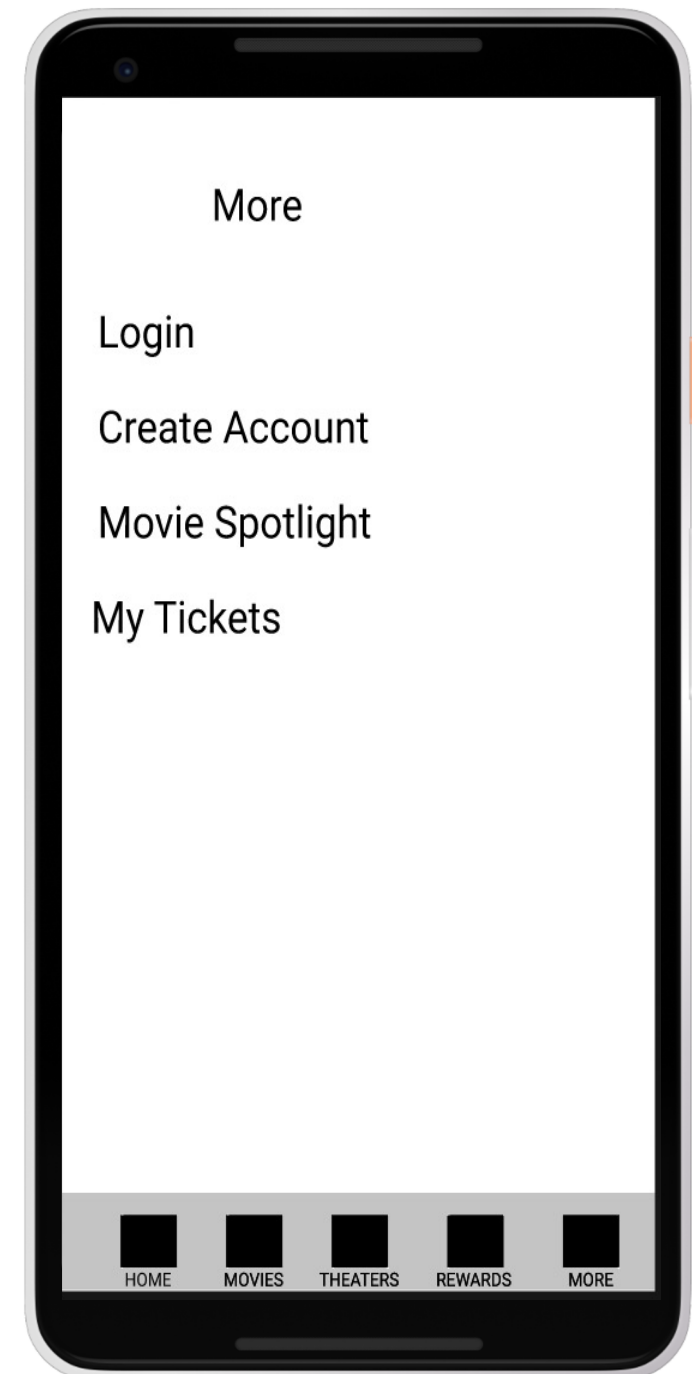 More
Login
Create Account
Movie Spotlight
My Tickets
HOME MOVIES THEATERS REWARDS MORE